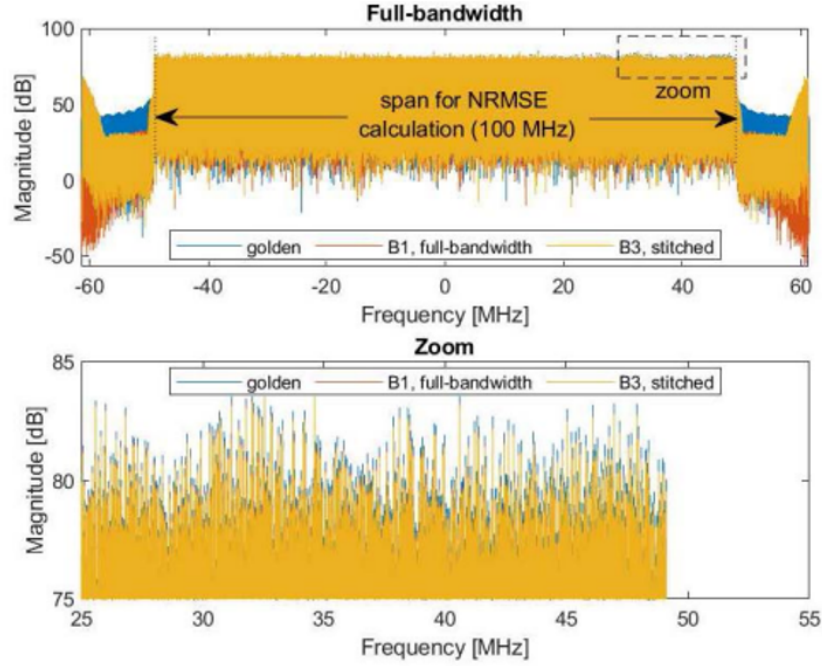 Full-bandwidth
100
50
0
-50
Magnitude [dB]
zoom
span for NRMSE
calculation (100 MHz)
golden B1, full-bandwidth B3, stitched
-60 -40 -20 0 20 40 60
Frequency [MHz]
Zoom
85
80
75
Magnitude [dB]
golden B1, full-bandwidth B3, stitched
25 30 35 40 45 50 55
Frequency [MHz]